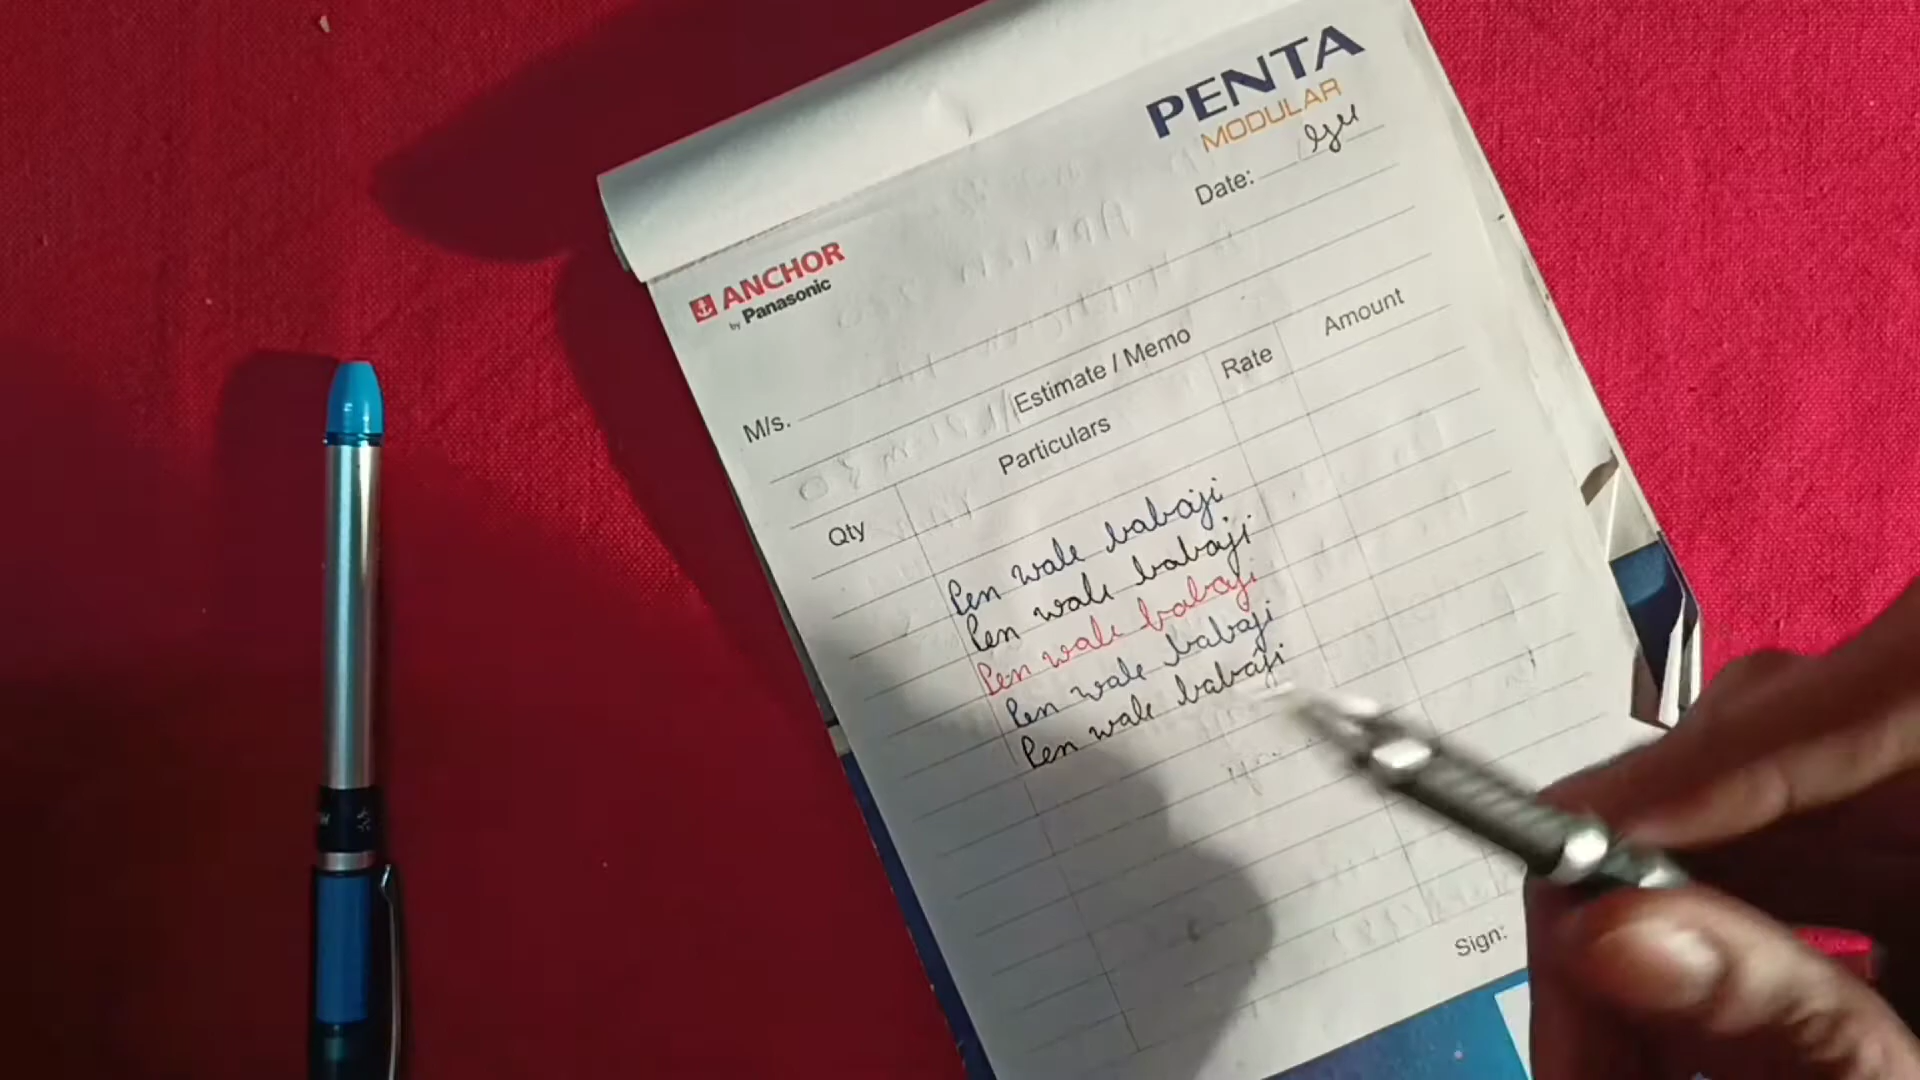 PENTA
MODULAR
Date:
ANCHOR
by Panasonic
M/s.
Estimate / Memo
Qty
Particulars
Rate
Amount
Pen wale babaji
Pen wale babaji
Pen wale babaji
Pen wale babaji
Pen wale babaji
Sign: